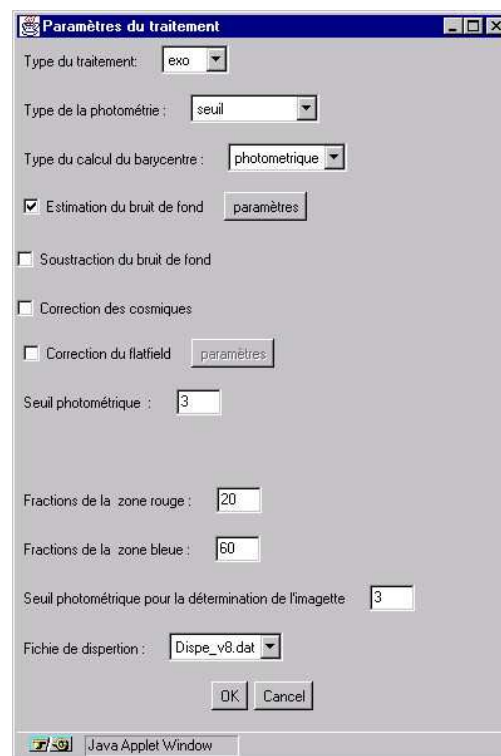 Paramètres du traitement
Type du traitement: exo
Type de la photométrie : seuil
Type du calcul du barycentre : photometrique
Estimation du bruit de fond paramètres
Soustraction du bruit de fond
Correction des cosmiques
Correction du flatfield paramètres
Seuil photométrique : 3
Fractions de la zone rouge : 20
Fractions de la zone bleue : 60
Seuil photométrique pour la détermination de l'imagette 3
Fichie de dispertion : Dispe_v8.dat
OK Cancel
Java Applet Window